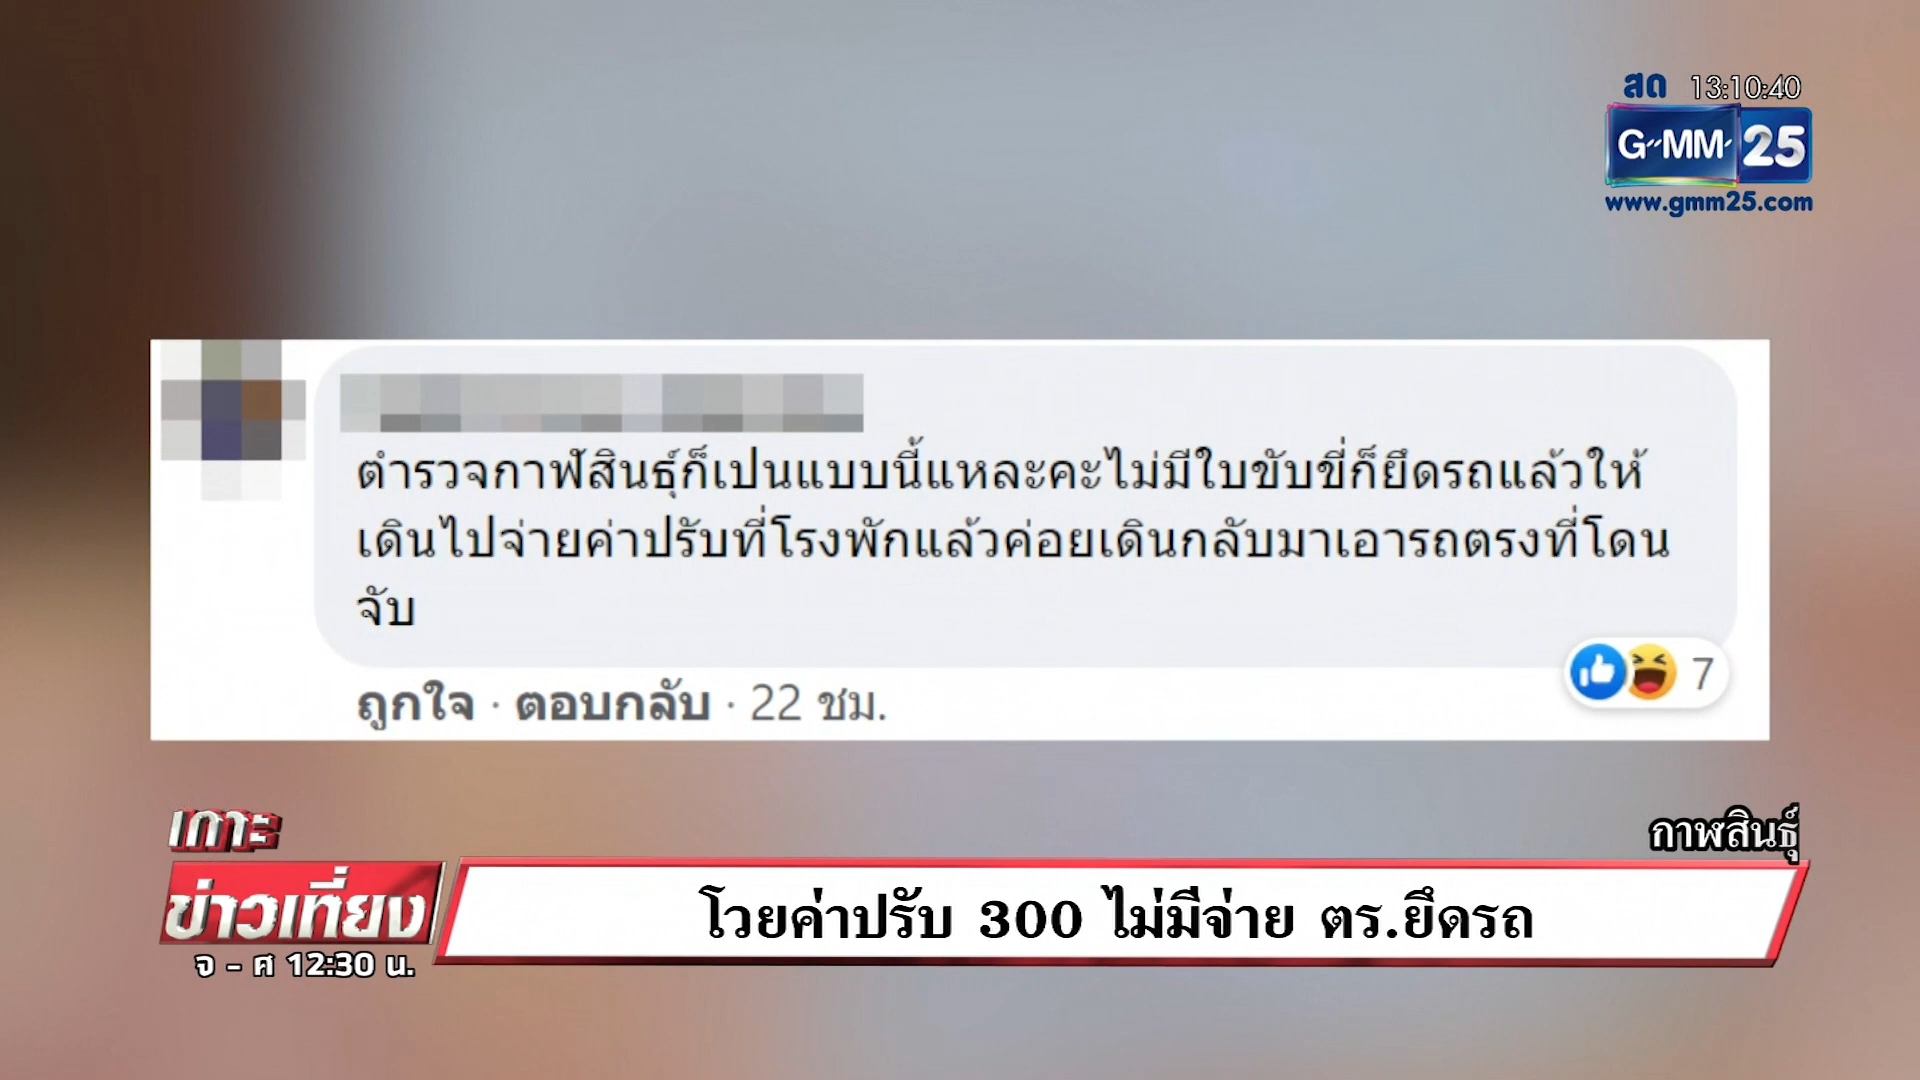 สด 13:10:40
GMM 25
www.gmm25.com
ตำรวจกาฬสินธุ์ก็เปนแบบนี้แหละคะไม่มีใบขับขี่ก็ยึดรถแล้วให้
เดินไปจ่ายค่าปรับที่โรงพักแล้วค่อยเดินกลับมาเอารถตรงที่โดน
จับ
7
ถูกใจ · ตอบกลับ · 22 ชม.
กาฬสินธุ์
เกาะ
ข่าวเที่ยง
จ - ศ 12:30 น.
โวยค่าปรับ 300 ไม่มีจ่าย ตร.ยึดรถ